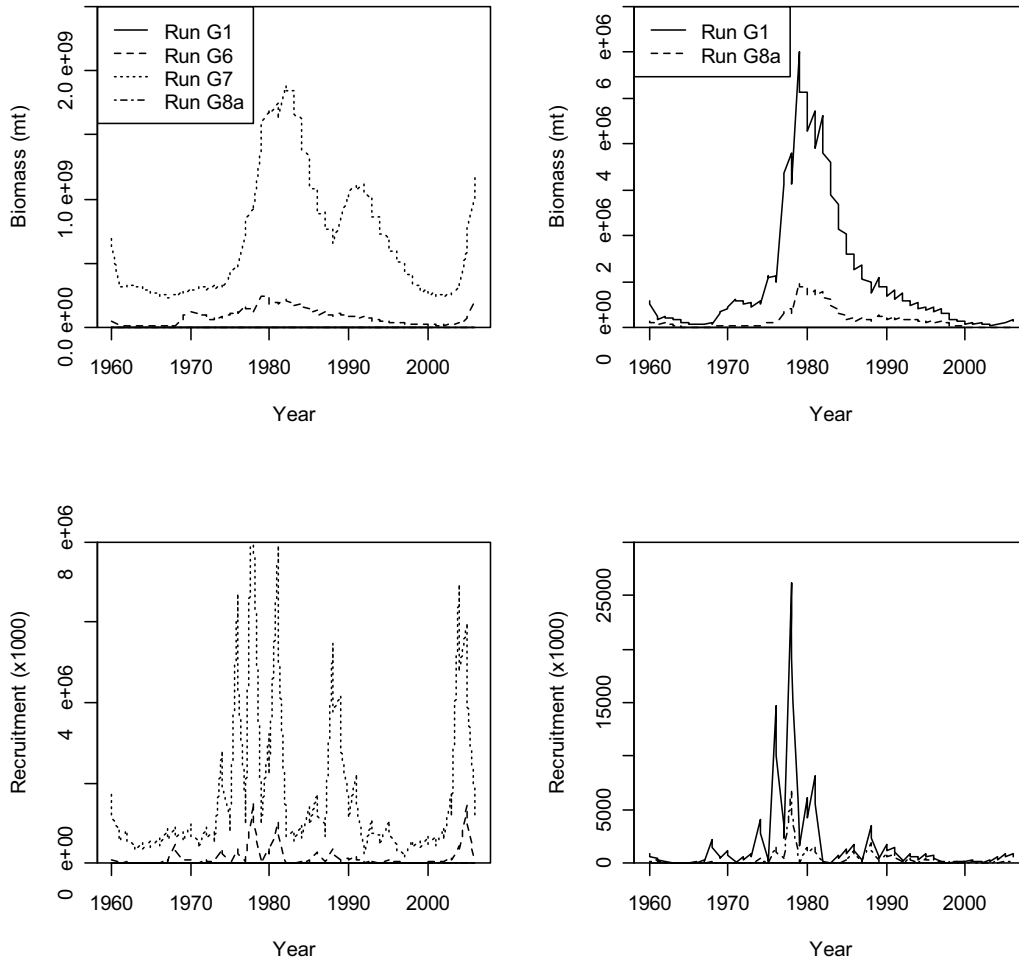 Run G1
Run G6
Run G7
Run G8a
Biomass (mt)
0.0 e+00
1.0 e+09
2.0 e+09
1960 1970 1980 1990 2000
Year
Run G1
Run G8a
Biomass (mt)
0 e+00
2 e+06
4 e+06
6 e+06
1960 1970 1980 1990 2000
Year
Recruitment (x1000)
0 e+00
4 e+06
8 e+06
1960 1970 1980 1990 2000
Year
Recruitment (x1000)
0
5000
15000
25000
1960 1970 1980 1990 2000
Year